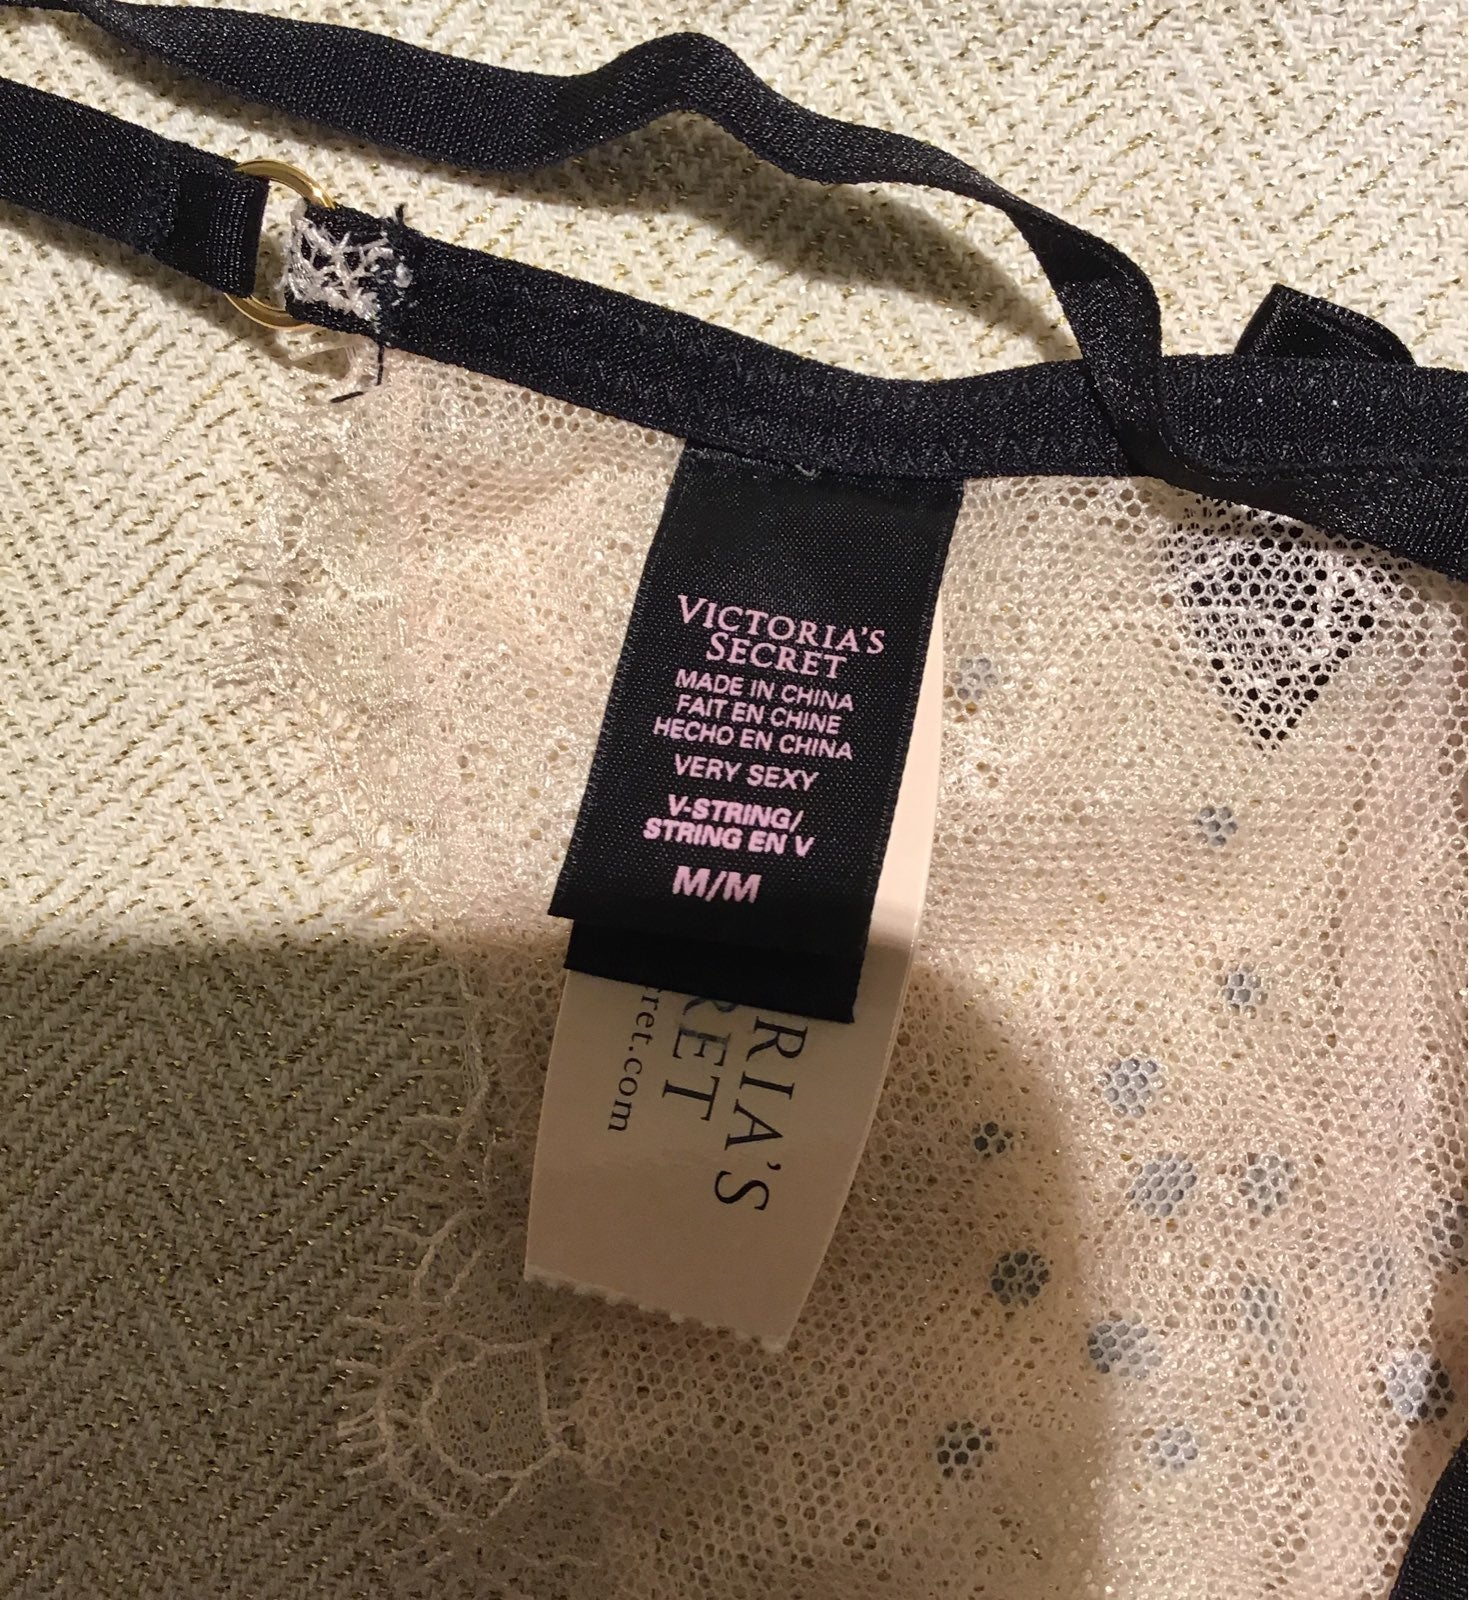 VICTORIA'S
SECRET
MADE IN CHINA
FAIT EN CHINE
HECHO EN CHINA
VERY SEXY
V-STRING/
STRING EN V
M/M
RIA'S
RET
ret.com